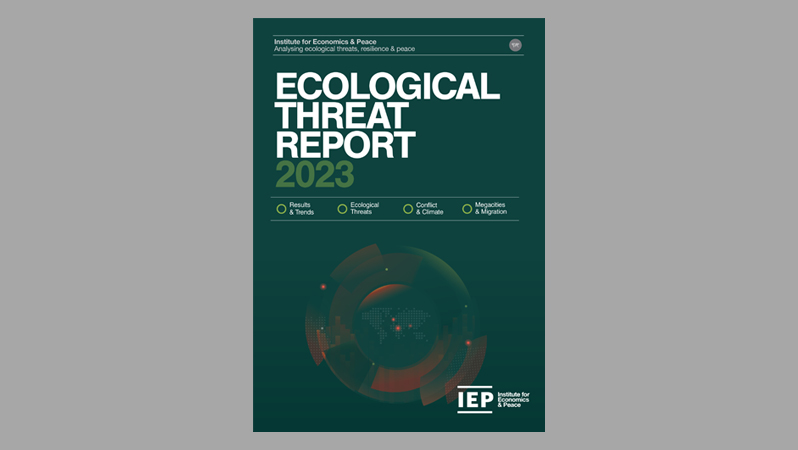 Institute for Economics & Peace
Analysing ecological threats, resilience & peace
ECOLOGICAL
THREAT
REPORT
2023
Results
& Trends
Ecological
Threats
Conflict
& Climate
Megacities
& Migration
IEP
Institute for
Economics
& Peace